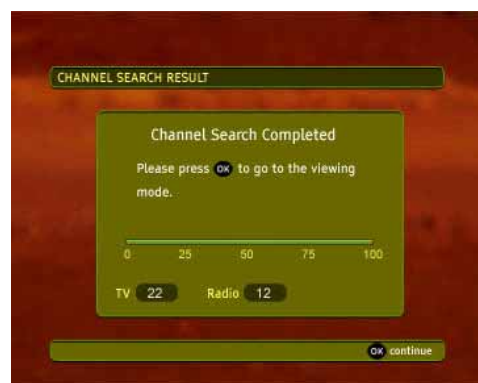 CHANNEL SEARCH RESULT
Channel Search Completed
Please press OK to go to the viewing
mode.
0 25 50 75 100
TV 22 Radio 12
OK continue